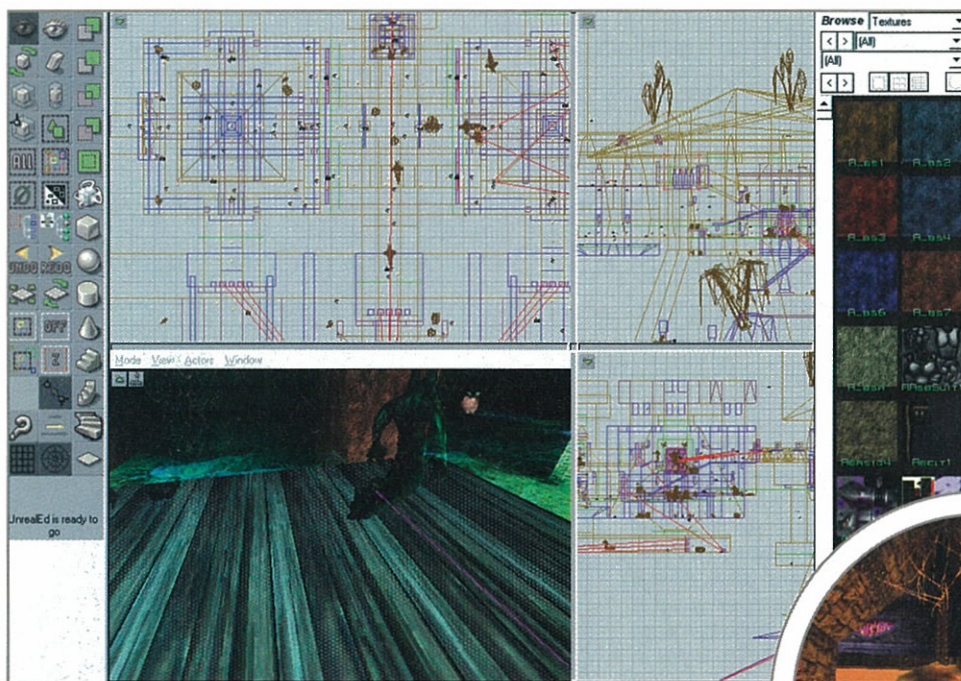 Browse Textures
(All)
(All)
ALL
UNDO REDO
OFF
Z
Mode View Actors Window
UnrealEd is ready to
go
A_bs1 A_bs2
A_bs3 A_bs4
A_bs6 A_bs7